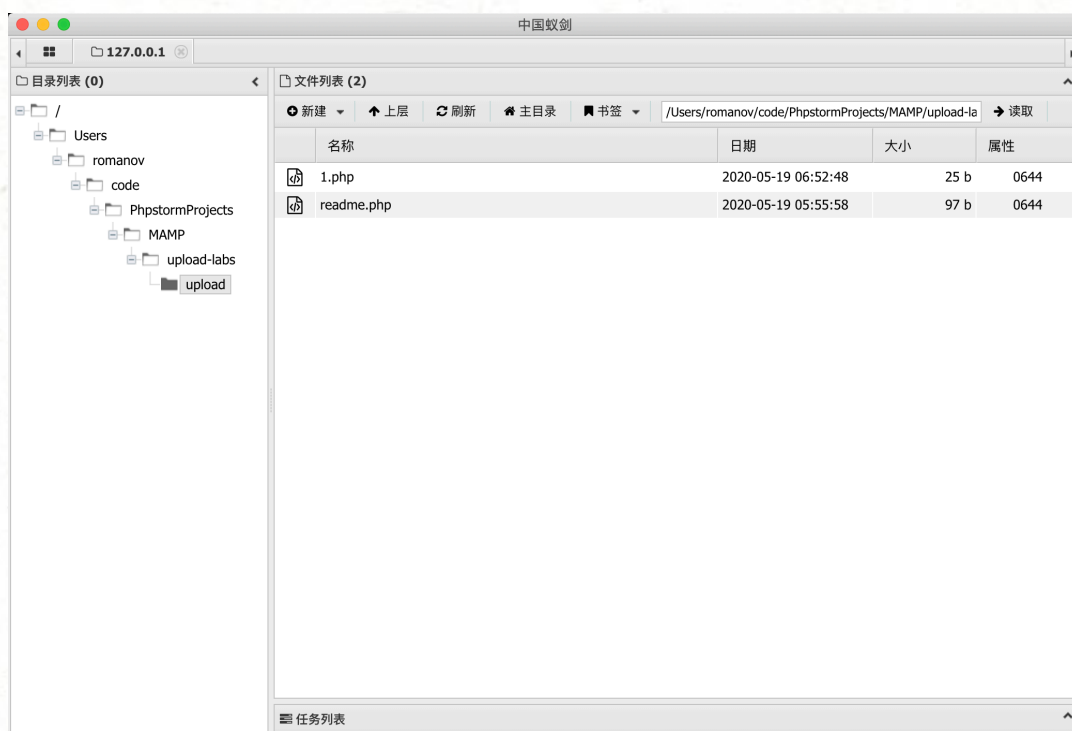 中国蚁剑
127.0.0.1
目录列表 (0)
文件列表 (2)
新建 上层 刷新 主目录 书签 /Users/romanov/code/PhpstormProjects/MAMP/upload-la 读取
名称 日期 大小 属性
1.php 2020-05-19 06:52:48 25 b 0644
readme.php 2020-05-19 05:55:58 97 b 0644
/
Users
romanov
code
PhpstormProjects
MAMP
upload-labs
upload
任务列表